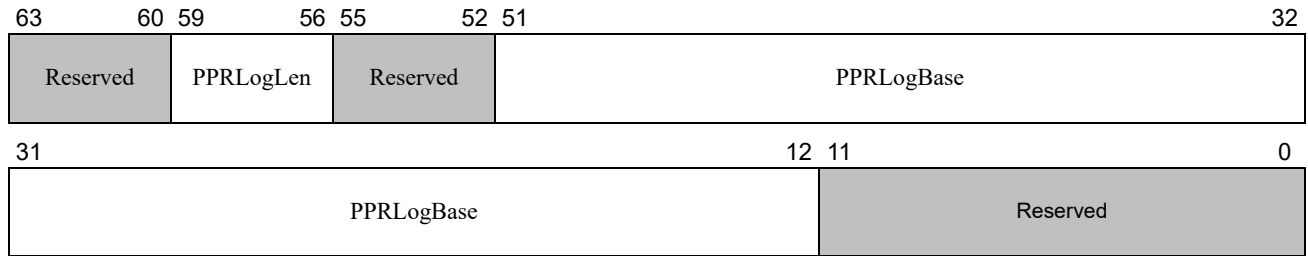 63 60 59 56 55 52 51 32
Reserved PPRLogLen Reserved PPRLogBase
31 12 11 0
PPRLogBase Reserved